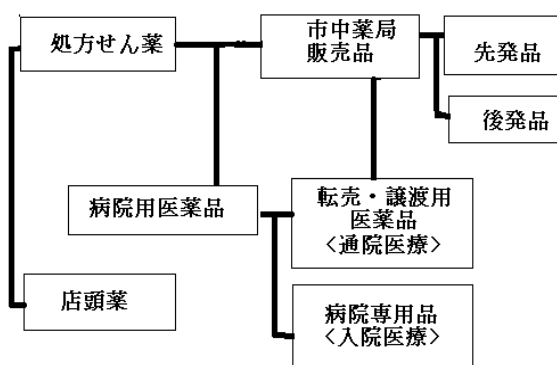 処方せん薬
市中薬局
販売品
先発品
後発品
病院用医薬品
転売・譲渡用
医薬品
<通院医療>
店頭薬
病院専用品
<入院医療>